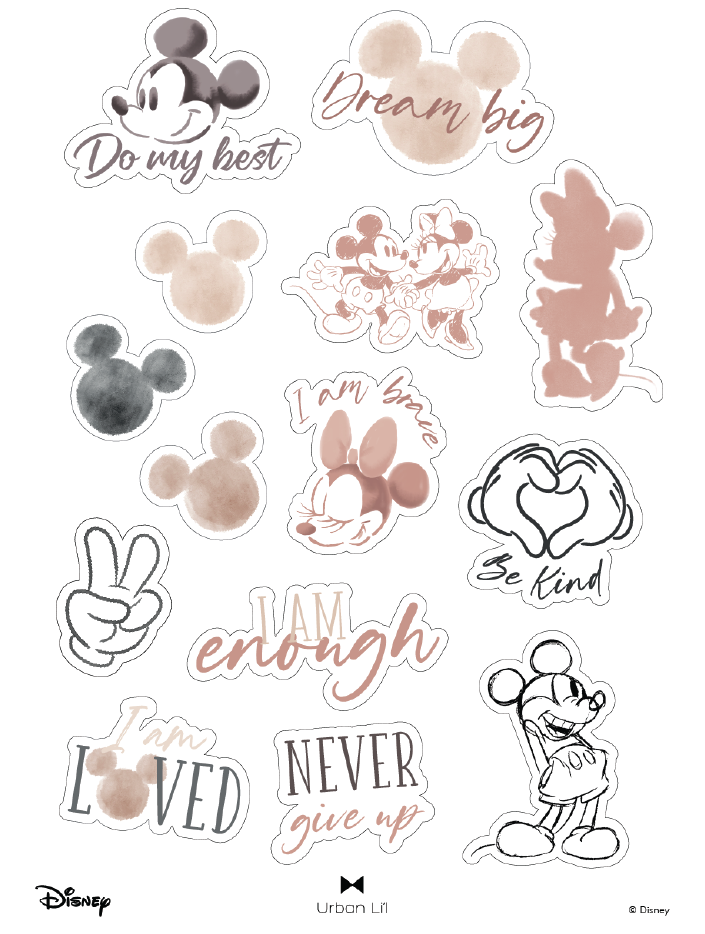 Do my best
Dream big
I am brave
Be Kind
I AM
enough
I am
LOVED
NEVER
give up
Disney
Urban Li'l
© Disney